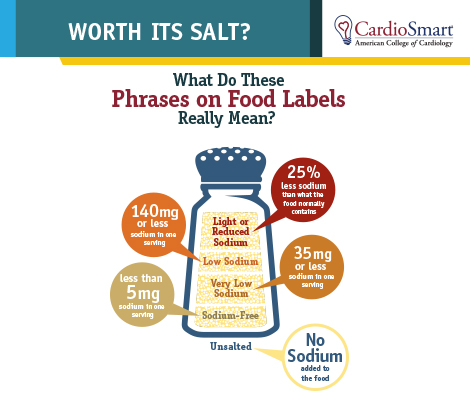 WORTH ITS SALT?
CardioSmart
American College of Cardiology
What Do These
Phrases on Food Labels
Really Mean?
25%
less sodium
than what the
food normally
contains
Light or
Reduced
Sodium
140mg
or less
sodium in one
serving
Low Sodium
35mg
or less
sodium in one
serving
Very Low
Sodium
less than
5mg
sodium in one
serving
Sodium-Free
Unsalted
No
Sodium
added to
the food